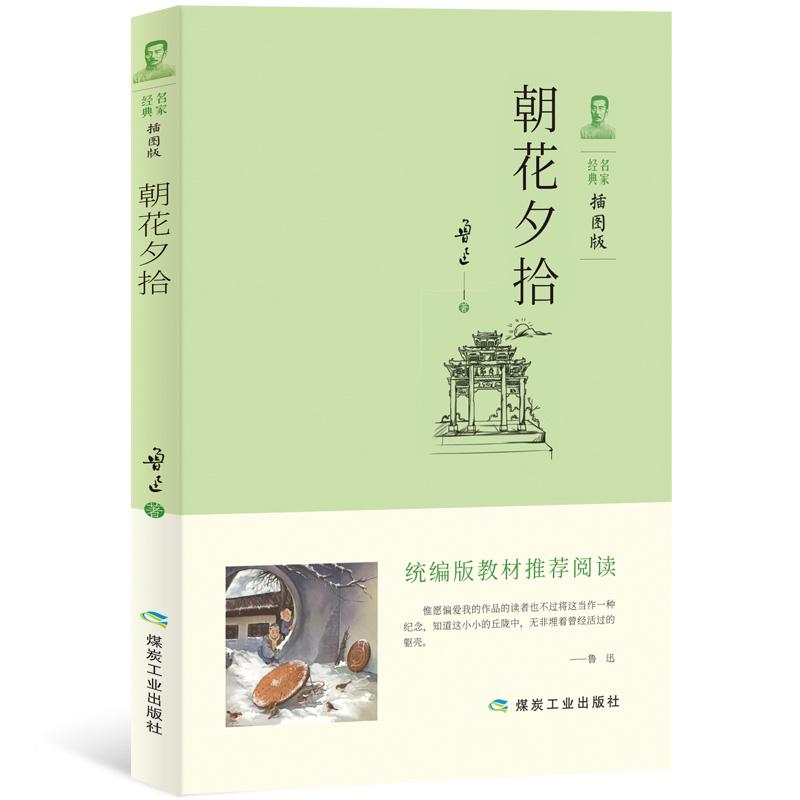 名家
经典
插图版
朝花夕拾
鲁迅
著
煤炭工业出版社
朝花夕拾
名家
经典
插图版
鲁迅
著
统编版教材推荐阅读
惟愿偏爱我的作品的读者也不过将这当作一种
纪念，知道这小小的丘陇中，无非埋着曾经活过的
躯壳。
——鲁 迅
煤炭工业出版社